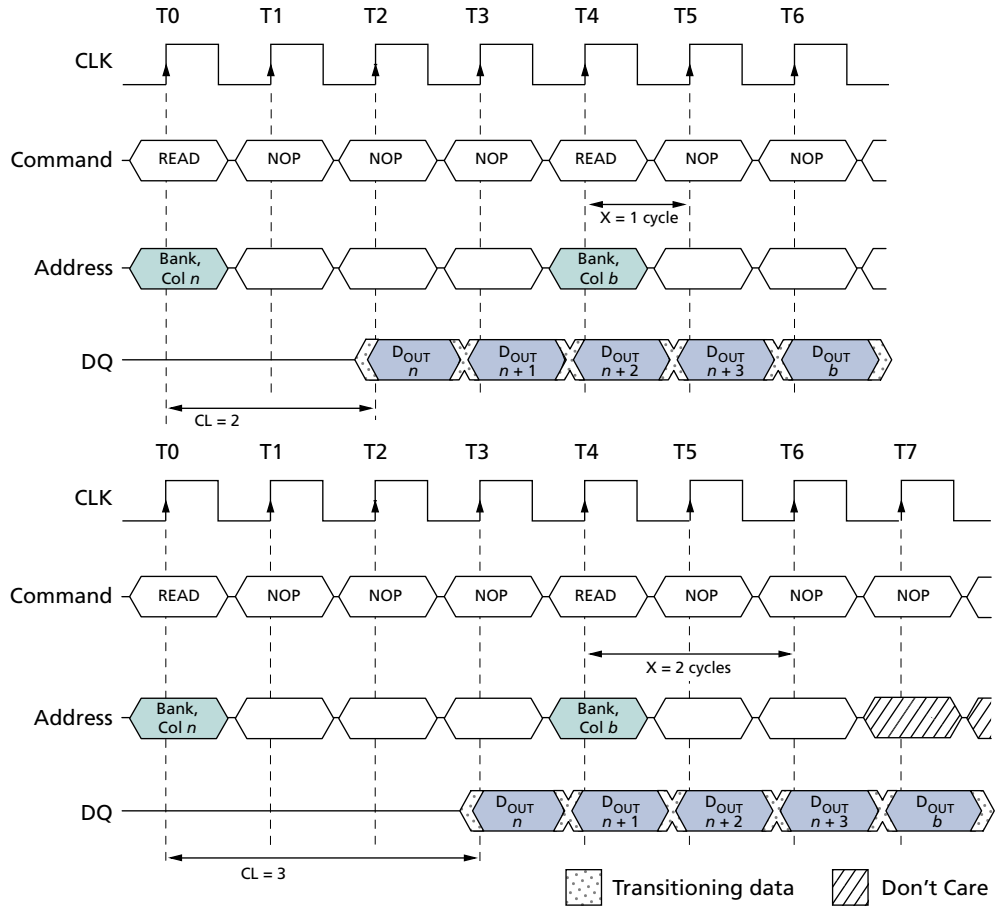 T0 T1 T2 T3 T4 T5 T6
CLK
Command READ NOP NOP NOP READ NOP NOP
X = 1 cycle
Address Bank, Col n Bank, Col b
DQ DOUT n DOUT n + 1 DOUT n + 2 DOUT n + 3 DOUT b
CL = 2
T0 T1 T2 T3 T4 T5 T6 T7
CLK
Command READ NOP NOP NOP READ NOP NOP NOP
X = 2 cycles
Address Bank, Col n Bank, Col b
DQ DOUT n DOUT n + 1 DOUT n + 2 DOUT n + 3 DOUT b
CL = 3
Transitioning data Don't Care